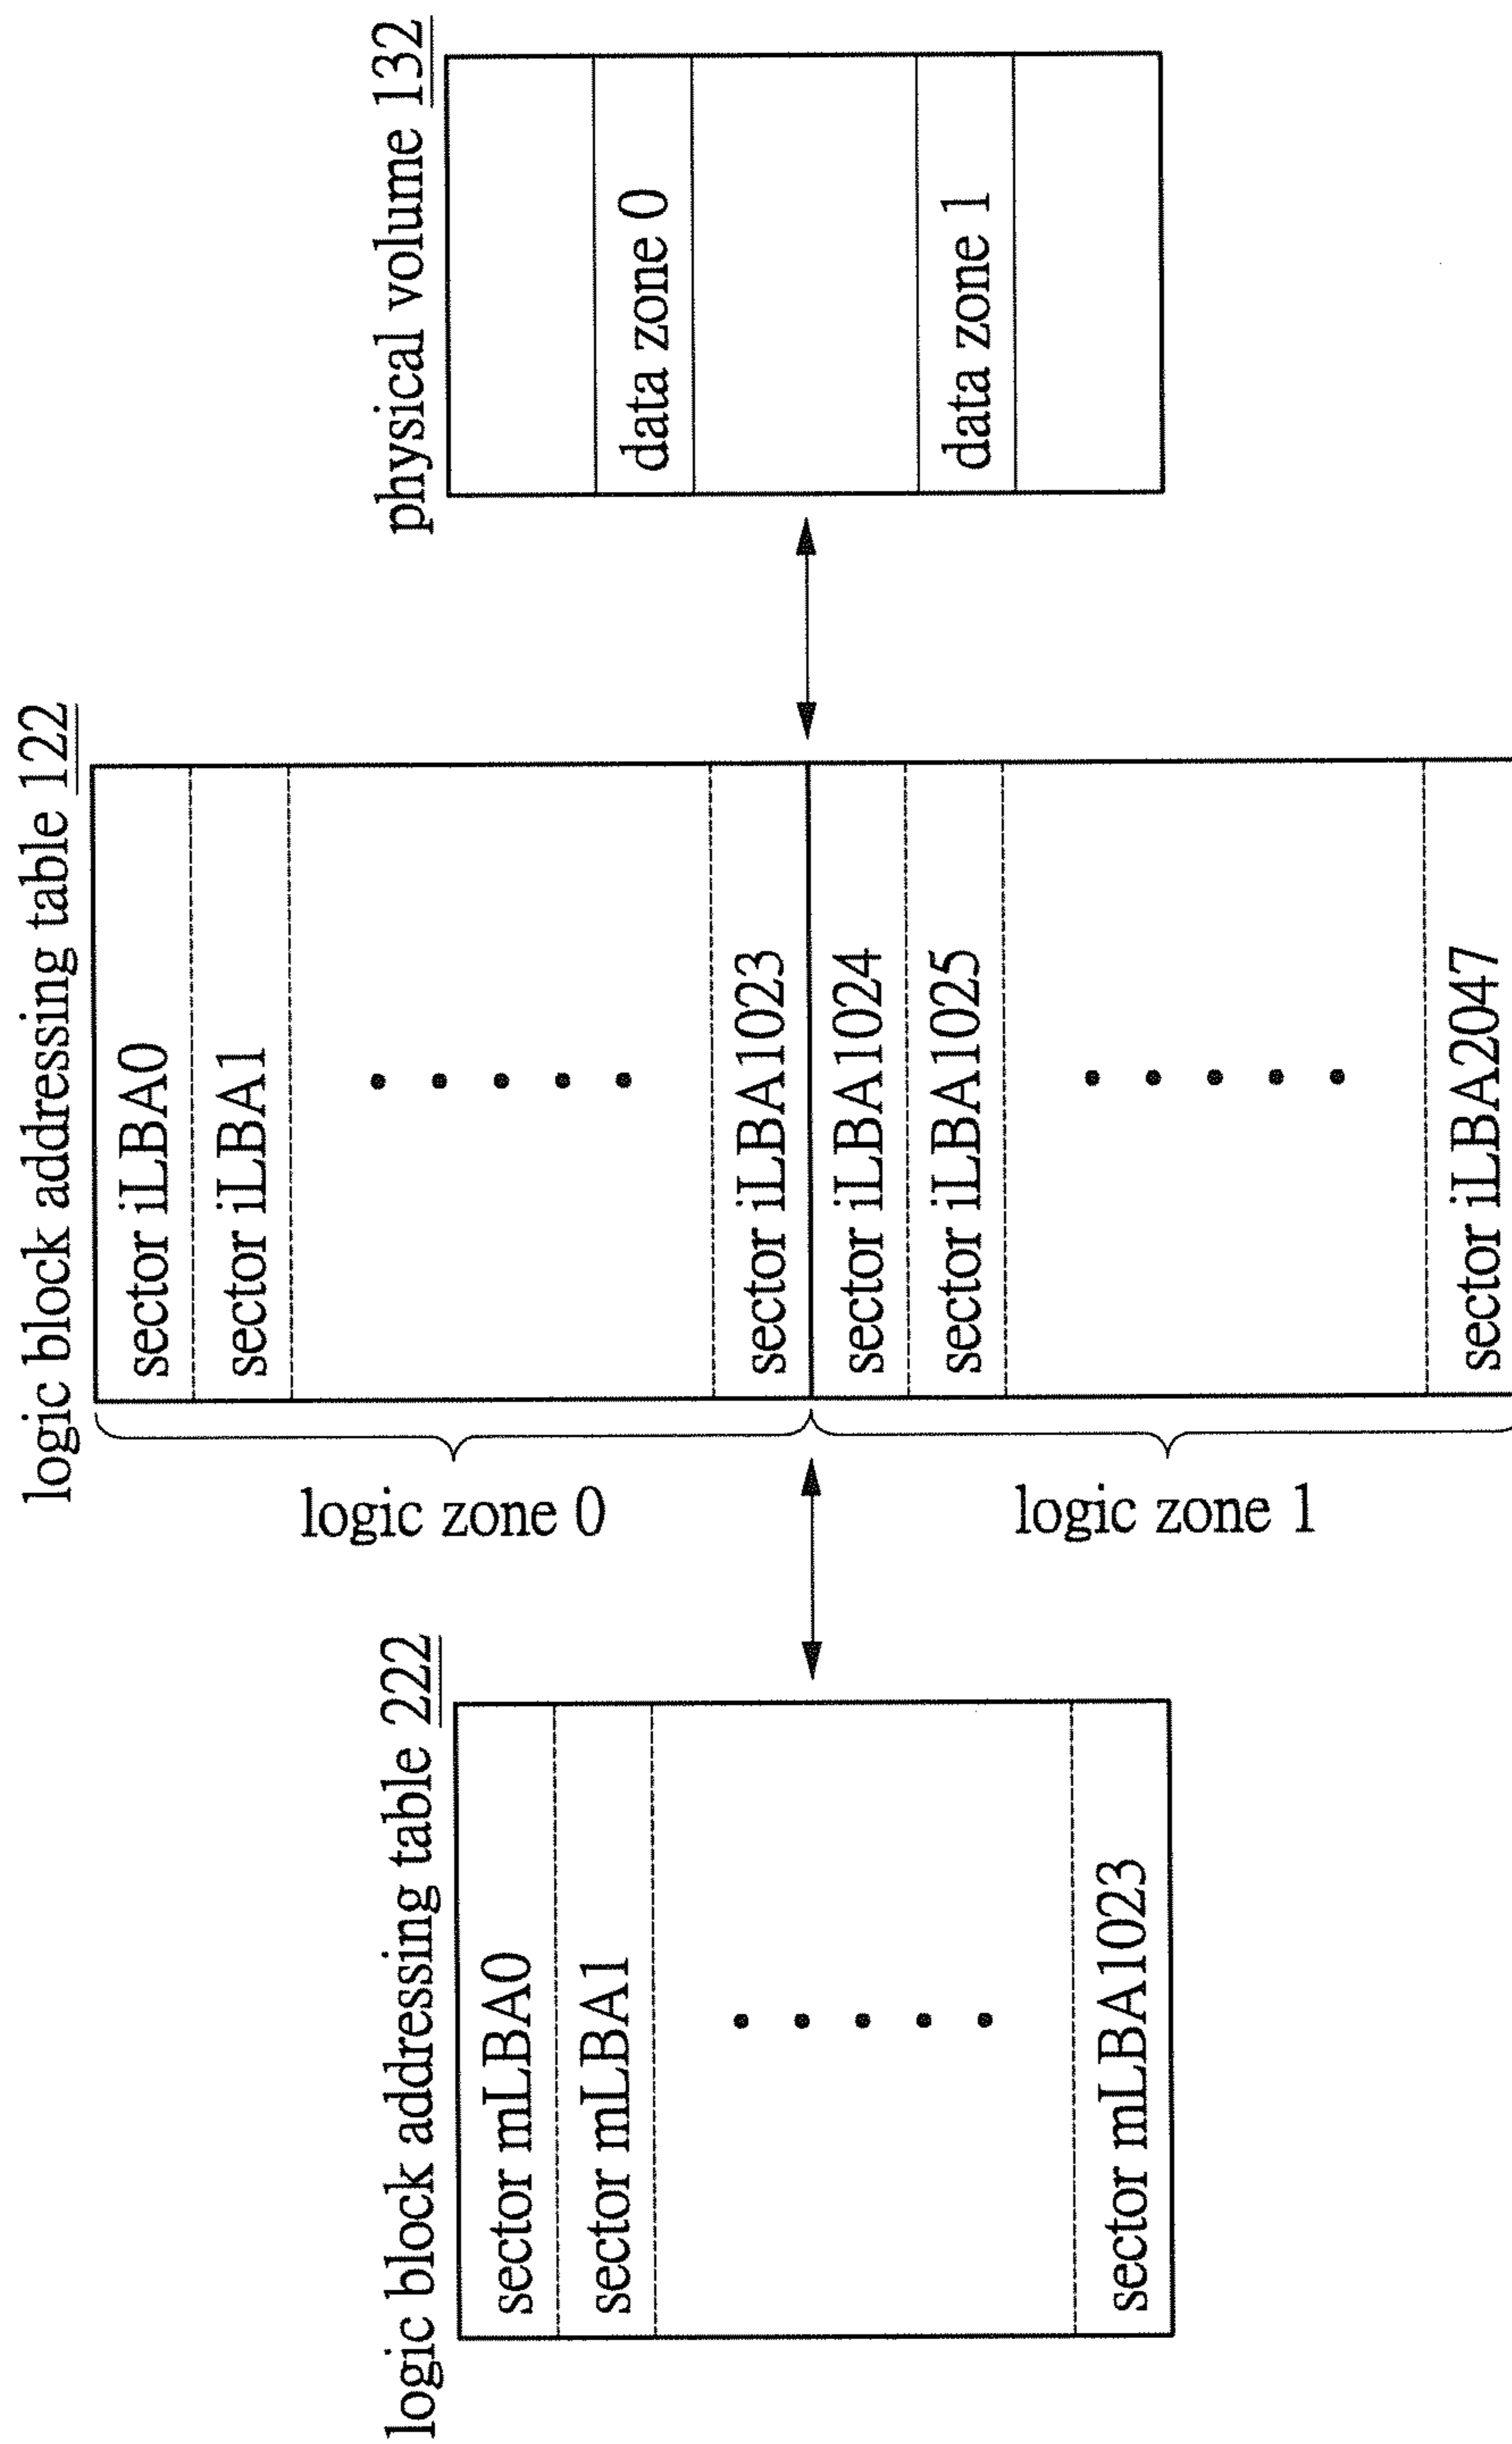 logic block addressing table 222
sector mLBA0
sector mLBA1
sector mLBA1023
logic block addressing table 122
logic zone 0
logic zone 1
sector iLBA0
sector iLBA1
sector iLBA1023
sector iLBA1024
sector iLBA1025
sector iLBA2047
physical volume 132
data zone 0
data zone 1